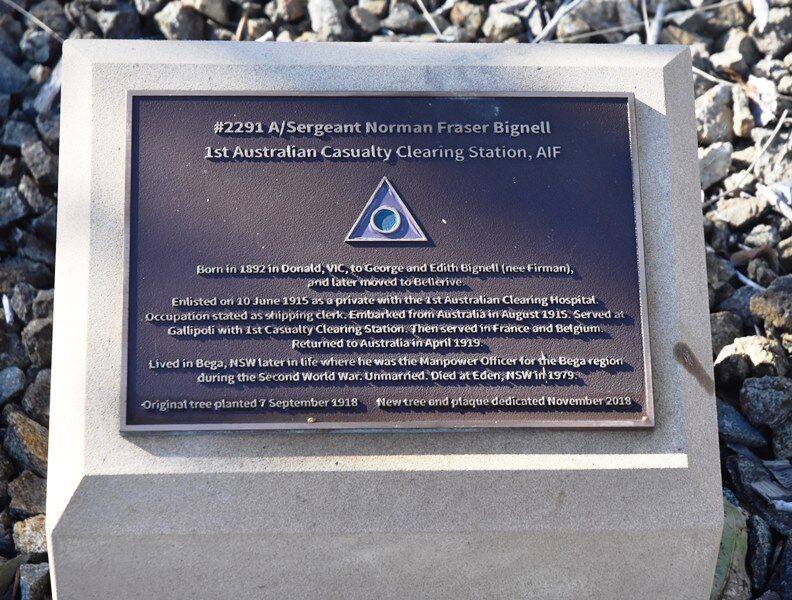 #2291 A/Sergeant Norman Fraser Bignell
1st Australian Casualty Clearing Station, AIF
Born in 1892 in Donald, VIC, to George and Edith Bignell (nee Firman),
and later moved to Bellerive.
Enlisted on 10 June 1915 as a private with the 1st Australian Clearing Hospital.
Occupation stated as shipping clerk. Embarked from Australia in August 1915. Served at
Gallipoli with 1st Casualty Clearing Station. Then served in France and Belgium.
Returned to Australia in April 1919.
Lived in Bega, NSW later in life where he was the Manpower Officer for the Bega region
during the Second World War. Unmarried. Died at Eden, NSW in 1979.
Original tree planted 7 September 1918 New tree and plaque dedicated November 2018